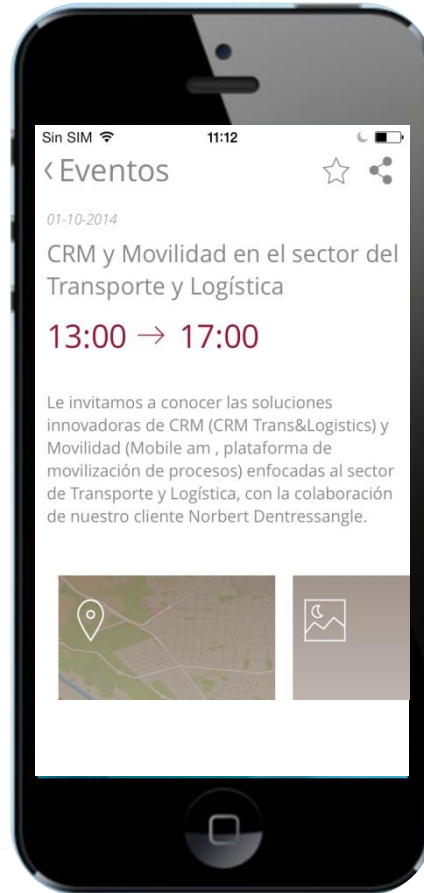 Sin SIM 11:12
Eventos
01-10-2014
CRM y Movilidad en el sector del
Transporte y Logística
13:00 → 17:00
Le invitamos a conocer las soluciones
innovadoras de CRM (CRM Trans&Logistics) y
Movilidad (Mobile am , plataforma de
movilización de procesos) enfocadas al sector
de Transporte y Logística, con la colaboración
de nuestro cliente Norbert Dentressangle.